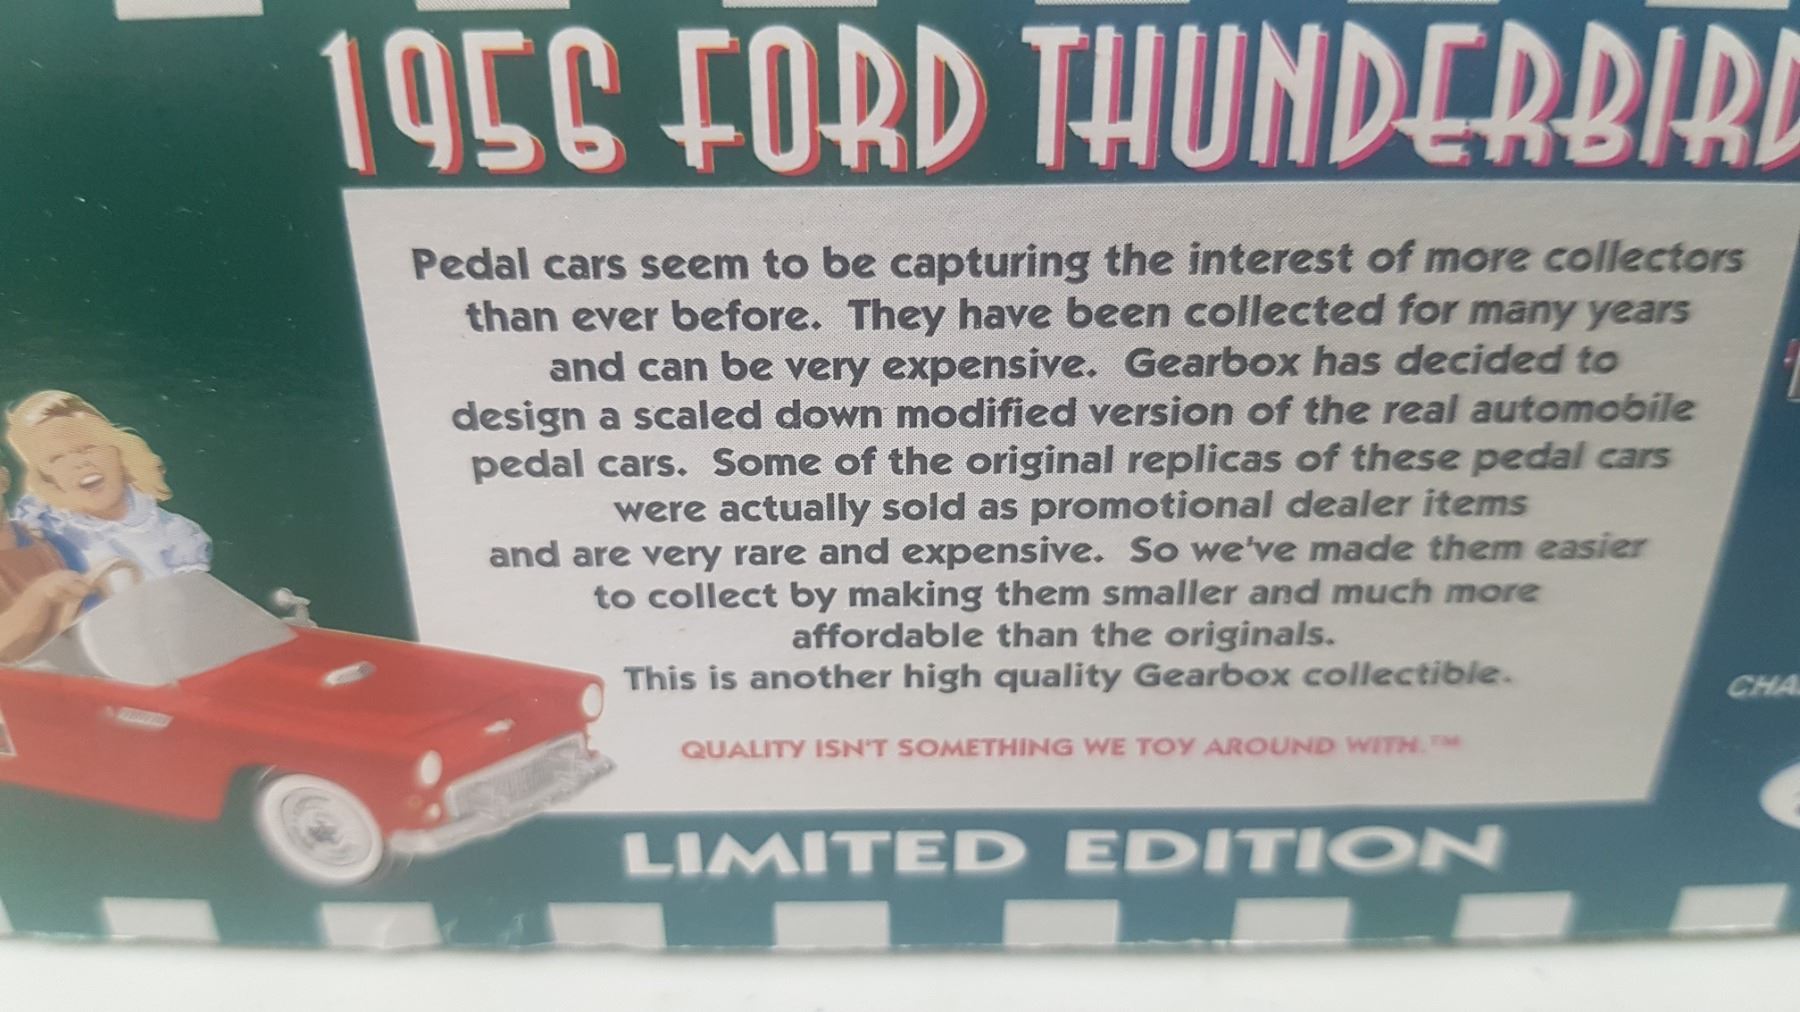 1956 FORD THUNDERBIRD
Pedal cars seem to be capturing the interest of more collectors
than ever before. They have been collected for many years
and can be very expensive. Gearbox has decided to
design a scaled down modified version of the real automobile
pedal cars. Some of the original replicas of these pedal cars
were actually sold as promotional dealer items
and are very rare and expensive. So we've made them easier
to collect by making them smaller and much more
affordable than the originals.
This is another high quality Gearbox collectible.
CHA
QUALITY ISN'T SOMETHING WE TOY AROUND WITH.™
LIMITED EDITION